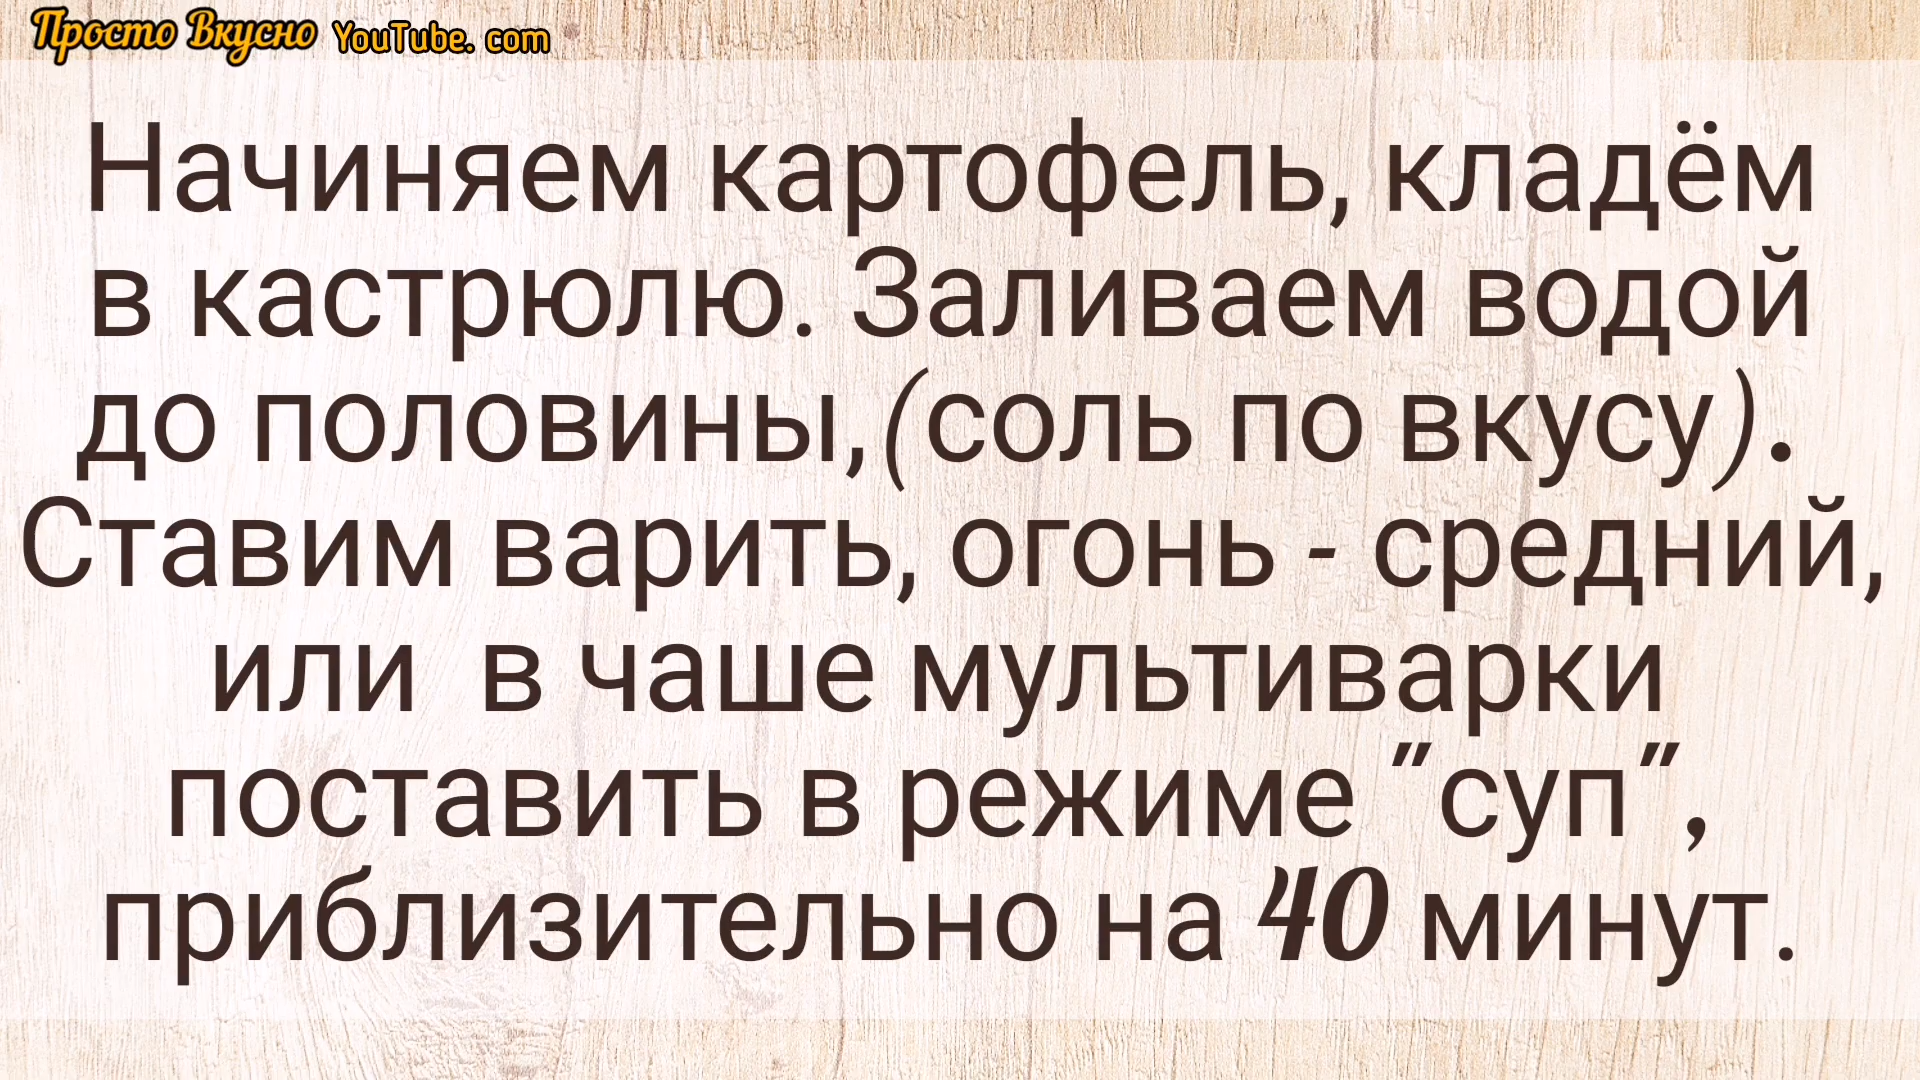 Просто Вкусно YouTube. com
Начиняем картофель, кладём
в кастрюлю. Заливаем водой
до половины,(соль по вкусу).
Ставим варить, огонь - средний,
или  в чаше мультиварки
поставить в режиме "суп",
приблизительно на 40 минут.